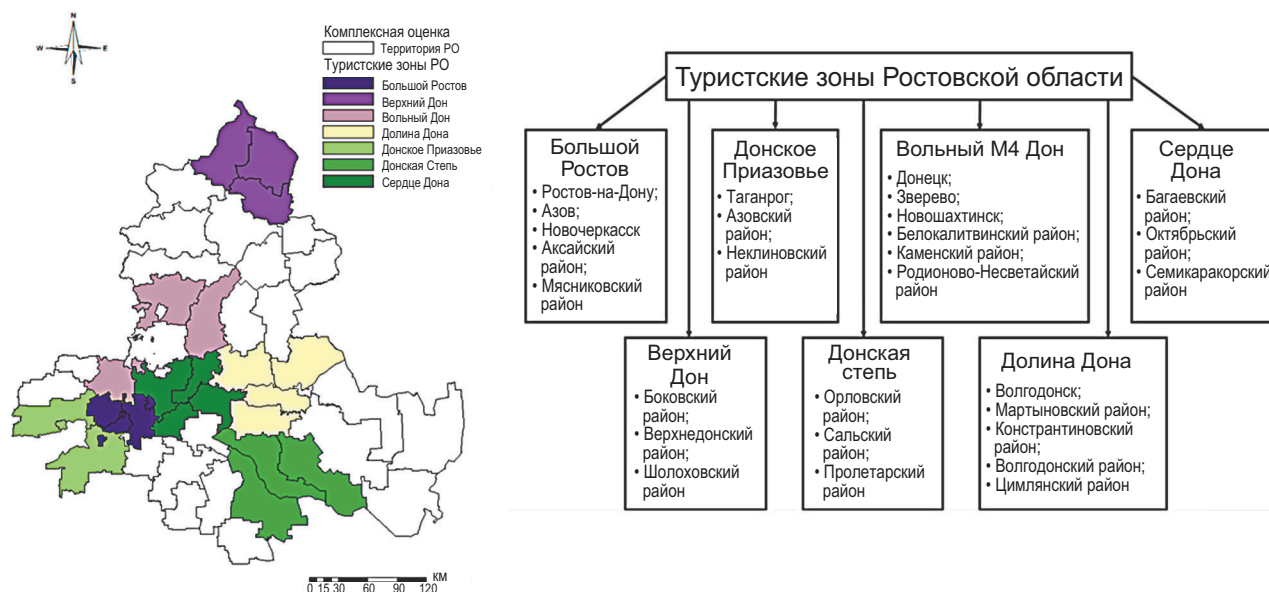 N
W
E
S
Комплексная оценка
Территория РО
Туристские зоны РО
Большой Ростов
Верхний Дон
Вольный Дон
Долина Дона
Донское Приазовье
Донская Степь
Сердце Дона
км
0 15 30 60 90 120
Туристские зоны Ростовской области
Большой
Ростов
• Ростов-на-Дону;
• Азов;
• Новочеркасск
• Аксайский
район;
• Мясниковский
район
Донское
Приазовье
• Таганрог;
• Азовский
район;
• Неклиновский
район
Вольный М4 Дон
• Донецк;
• Зверево;
• Новошахтинск;
• Белокалитвинский район;
• Каменский район;
• Родионово-Несветайский
район
Сердце
Дона
• Багаевский
район;
• Октябрьский
район;
• Семикаракорский
район
Верхний
Дон
• Боковский
район;
• Верхнедонский
район;
• Шолоховский
район
Донская
степь
• Орловский
район;
• Сальский
район;
• Пролетарский
район
Долина Дона
• Волгодонск;
• Мартыновский район;
• Констрантиновский
район;
• Волгодонский район;
• Цимлянский район